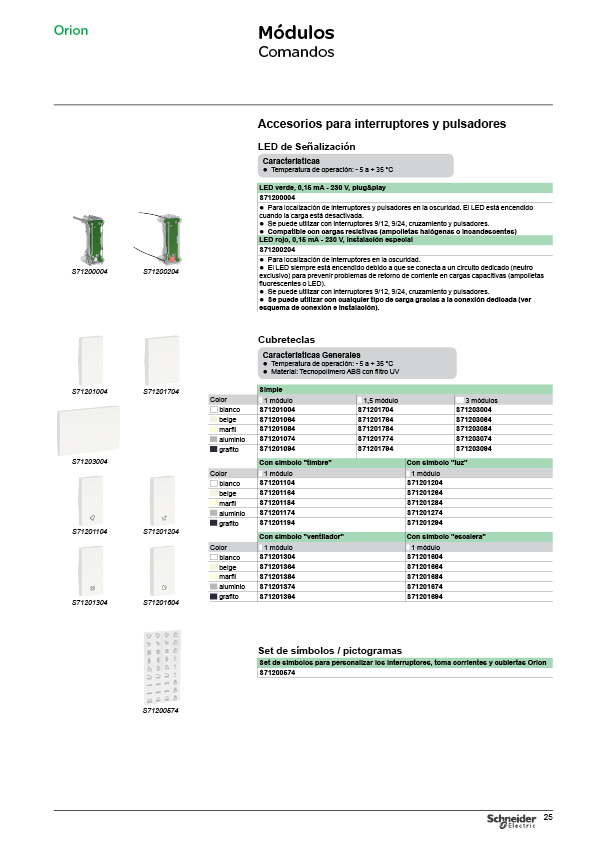 Orion
Módulos
Comandos
Accesorios para interruptores y pulsadores
LED de Señalización
Características
● Temperatura de operación: - 5 a + 35 °C
LED verde, 0,15 mA - 230 V, plug&play
S71200004
● Para localización de interruptores y pulsadores en la oscuridad. El LED está encendido
cuando la carga está desactivada.
● Se puede utilizar con interruptores 9/12, 9/24, cruzamiento y pulsadores.
● Compatible con cargas resistivas (ampolletas halógenas o incandescentes)
LED rojo, 0,15 mA - 230 V, instalación especial
S71200204
● Para localización de interruptores en la oscuridad.
● El LED siempre está encendido debido a que se conecta a un circuito dedicado (neutro
exclusivo) para prevenir problemas de retorno de corriente en cargas capacitivas (ampolletas
fluorescentes o LED).
● Se puede utilizar con interruptores 9/12, 9/24, cruzamiento y pulsadores.
● Se puede utilizar con cualquier tipo de carga gracias a la conexión dedicada (ver
esquema de conexión e instalación).
S71200004 S71200204
Cubreteclas
Características Generales
● Temperatura de operación: - 5 a + 35 °C
● Material: Tecnopolímero ABS con filtro UV
S71201004 S71201704
S71203004
S71201104 S71201204
S71201304 S71201604
Simple
Color 1 módulo 1,5 módulo 3 módulos
blanco S71201004 S71201704 S71203004
beige S71201064 S71201764 S71203064
marfil S71201084 S71201784 S71203084
aluminio S71201074 S71201774 S71203074
grafito S71201094 S71201794 S71203094
Con símbolo "timbre" Con símbolo "luz"
Color 1 módulo 1 módulo
blanco S71201104 S71201204
beige S71201164 S71201264
marfil S71201184 S71201284
aluminio S71201174 S71201274
grafito S71201194 S71201294
Con símbolo "ventilador" Con símbolo "escalera"
Color 1 módulo 1 módulo
blanco S71201304 S71201604
beige S71201364 S71201664
marfil S71201384 S71201684
aluminio S71201374 S71201674
grafito S71201394 S71201694
Set de símbolos / pictogramas
Set de símbolos para personalizar los interruptores, toma corrientes y cubiertas Orion
S71200574
S71200574
Schneider
Electric
25